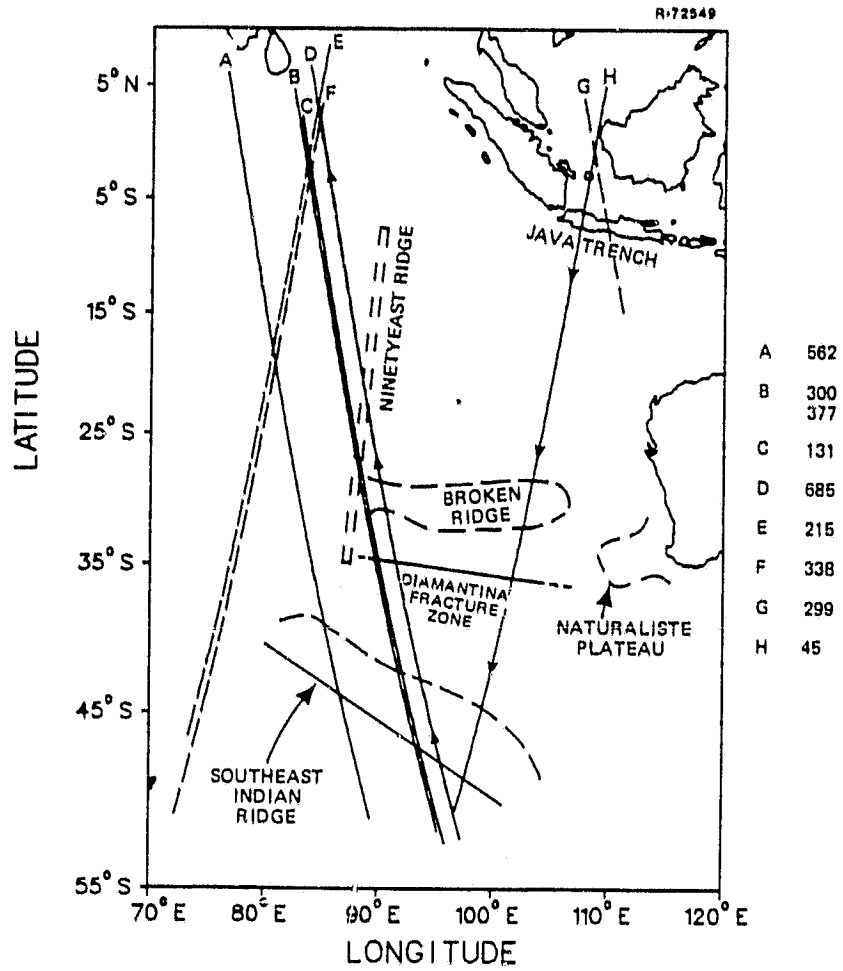 R-72549
A
B
C
D
E
F
G
H
5°N
5°S
15°S
25°S
35°S
45°S
55°S
LATITUDE
JAVA TRENCH
NINETYEAST RIDGE
BROKEN
RIDGE
DIAMANTINA
FRACTURE
ZONE
NATURALISTE
PLATEAU
SOUTHEAST
INDIAN
RIDGE
A 562
B 300
377
C 131
D 685
E 215
F 338
G 299
H 45
70°E
80°E
90°E
100°E
110°E
120°E
LONGITUDE